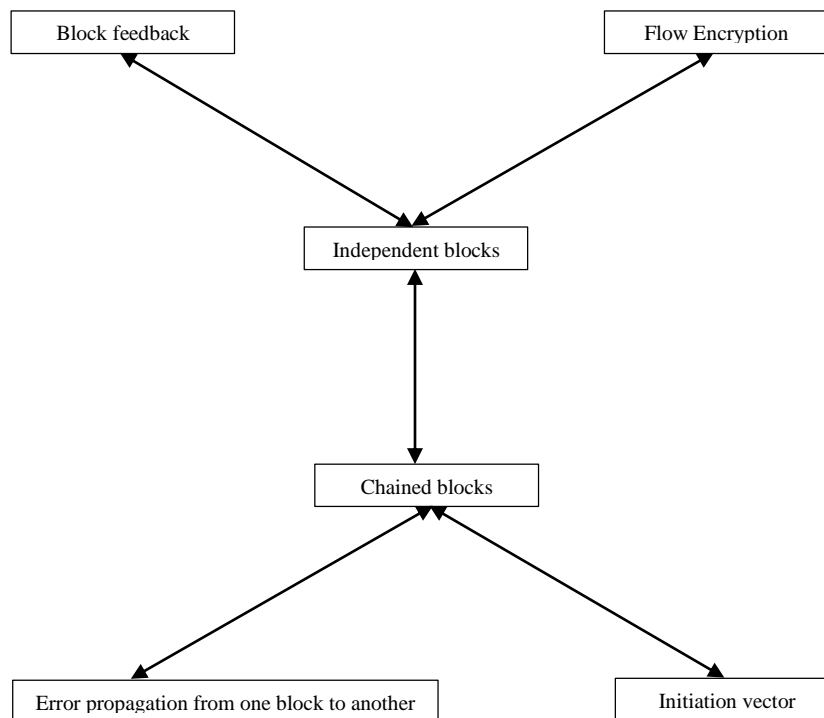 Block feedback
Flow Encryption
Independent blocks
Chained blocks
Error propagation from one block to another
Initiation vector